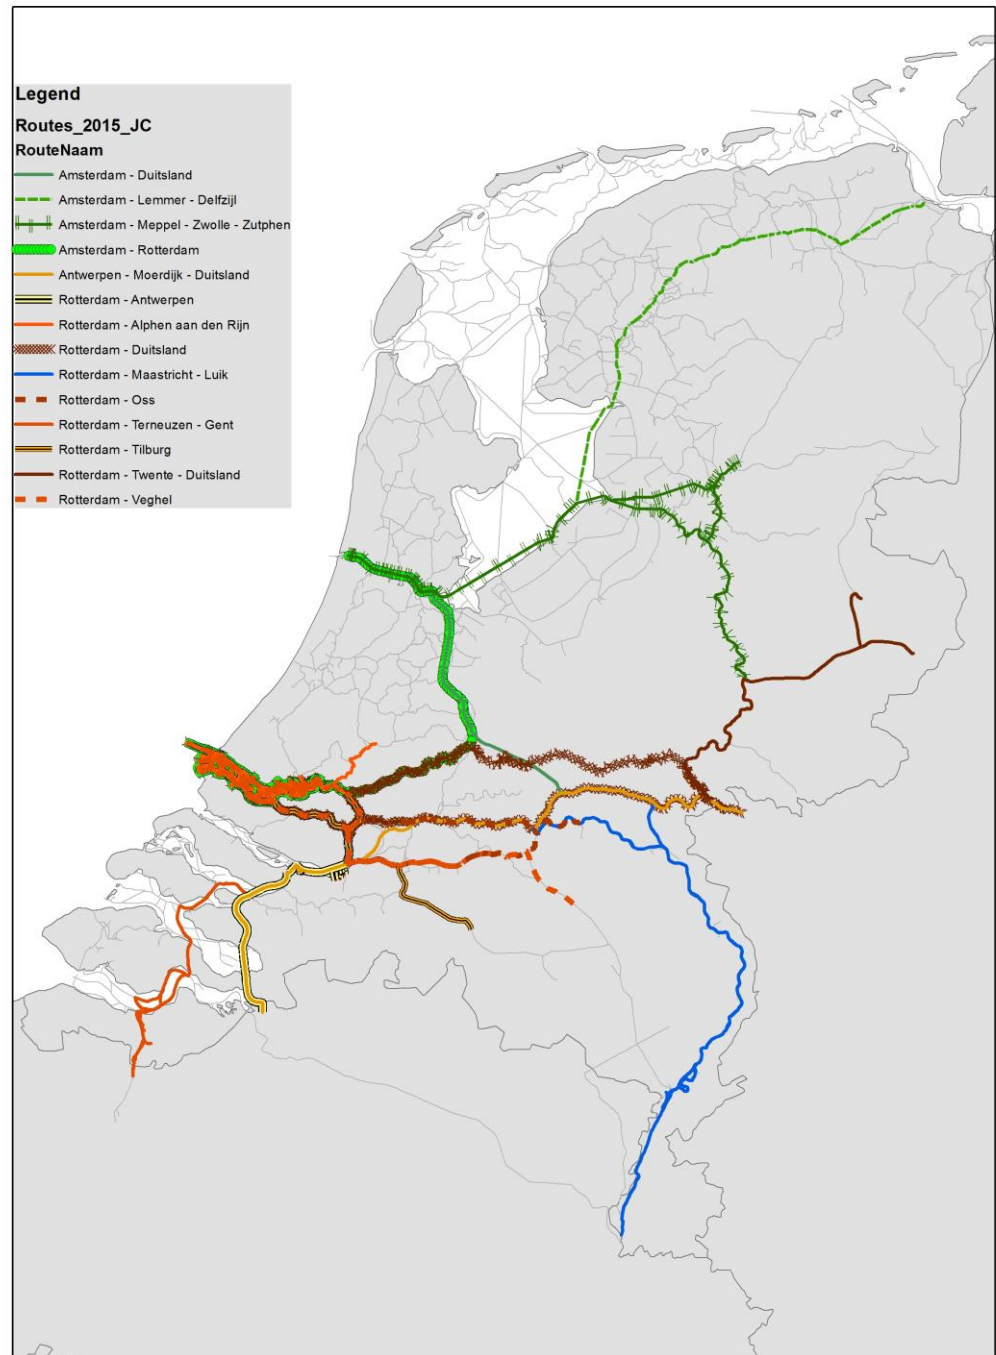 Legend
Routes_2015_JC
RouteNaam
Amsterdam - Duitsland
Amsterdam - Lemmer - Delfzijl
Amsterdam - Meppel - Zwolle - Zutphen
Amsterdam - Rotterdam
Antwerpen - Moerdijk - Duitsland
Rotterdam - Antwerpen
Rotterdam - Alphen aan den Rijn
Rotterdam - Duitsland
Rotterdam - Maastricht - Luik
Rotterdam - Oss
Rotterdam - Terneuzen - Gent
Rotterdam - Tilburg
Rotterdam - Twente - Duitsland
Rotterdam - Veghel